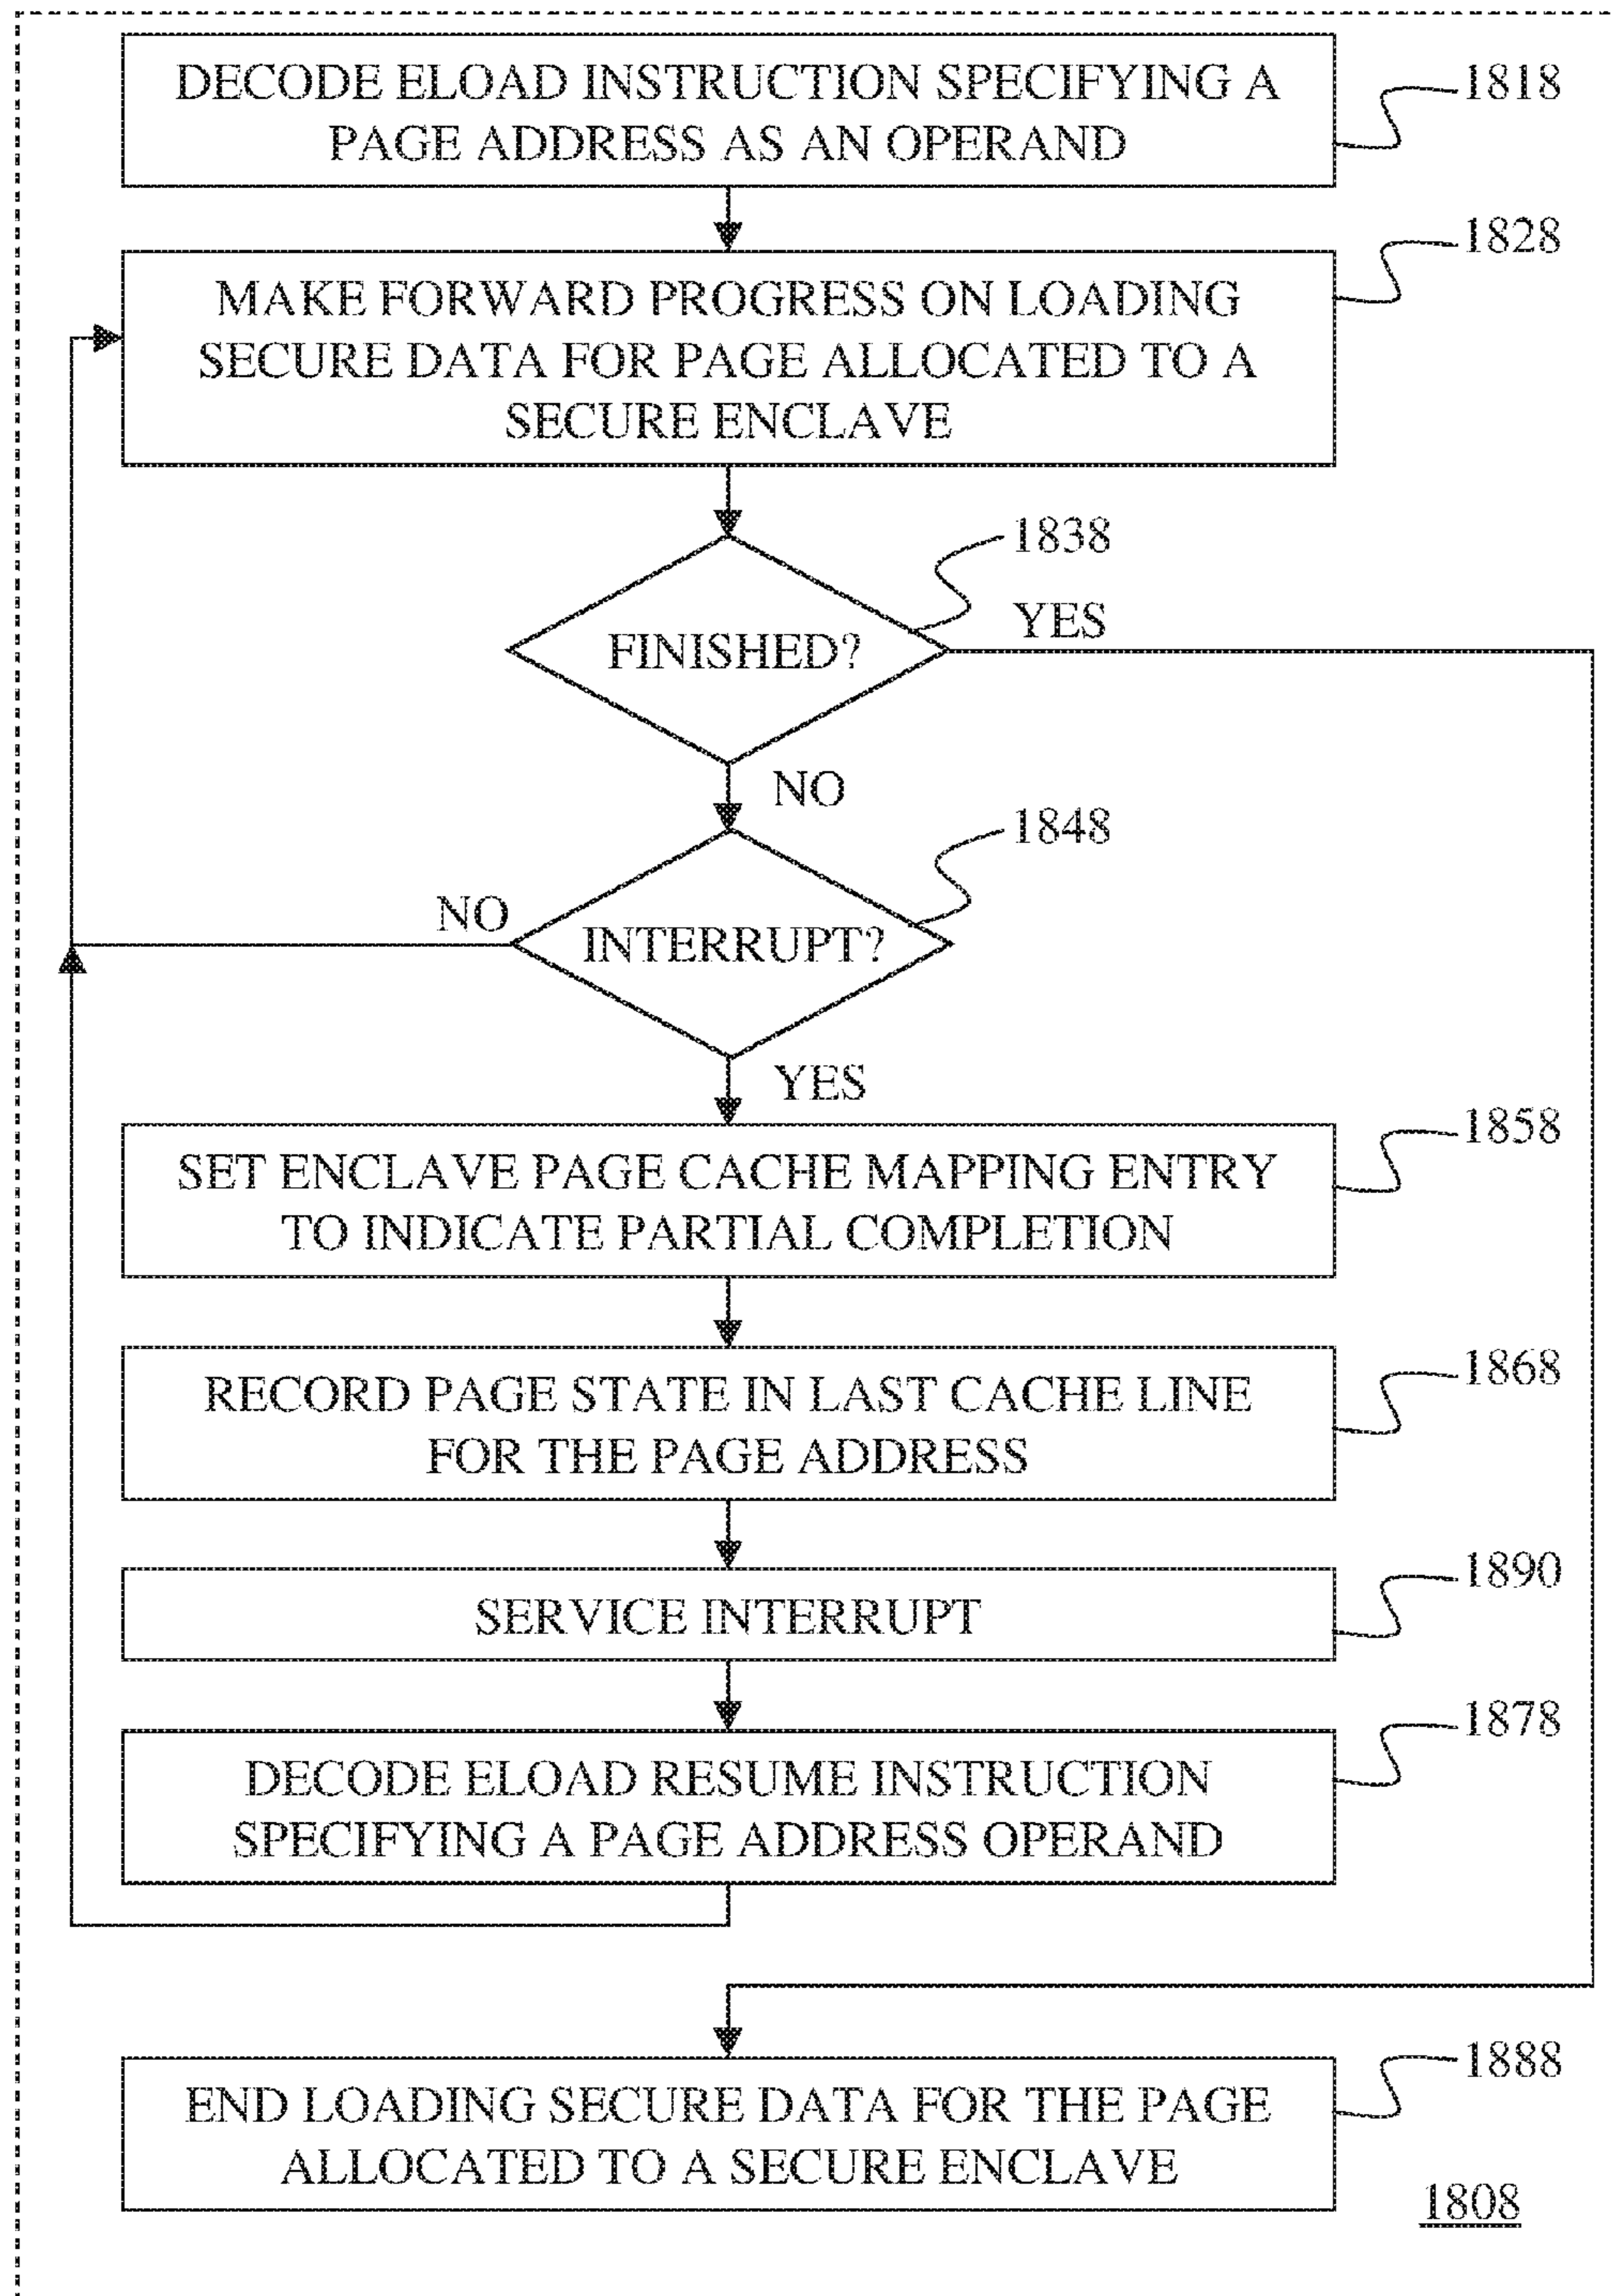 DECODE ELOAD INSTRUCTION SPECIFYING A
PAGE ADDRESS AS AN OPERAND
1818
1828
MAKE FORWARD PROGRESS ON LOADING
SECURE DATA FOR PAGE ALLOCATED TO A
SECURE ENCLAVE
1838
YES
FINISHED?
NO
1848
NO
INTERRUPT?
YES
1858
SET ENCLAVE PAGE CACHE MAPPING ENTRY
TO INDICATE PARTIAL COMPLETION
1868
RECORD PAGE STATE IN LAST CACHE LINE
FOR THE PAGE ADDRESS
1890
SERVICE INTERRUPT
1878
DECODE ELOAD RESUME INSTRUCTION
SPECIFYING A PAGE ADDRESS OPERAND
1888
END LOADING SECURE DATA FOR THE PAGE
ALLOCATED TO A SECURE ENCLAVE
1808